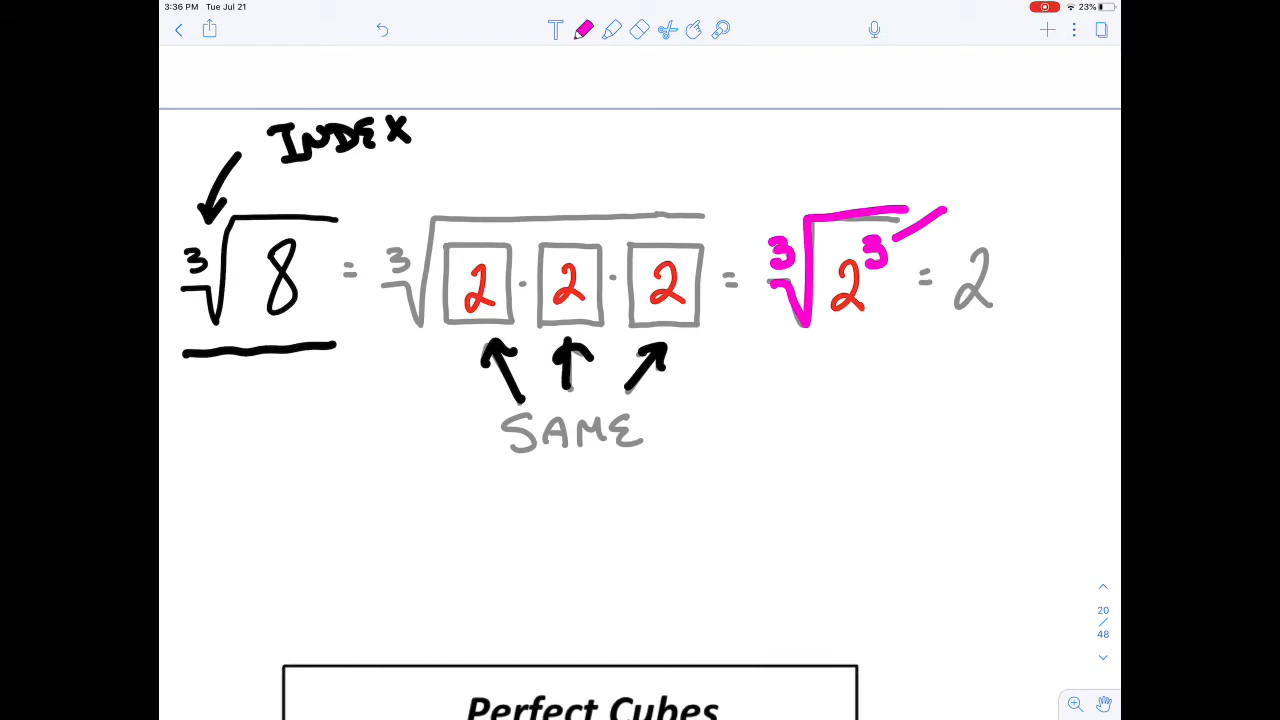 3:36 PM Tue Jul 21
23%
T
INDEX
∛8 = ∛(2 · 2 · 2) = ∛(2³) = 2
SAME
20
/
48
Perfect Cubes